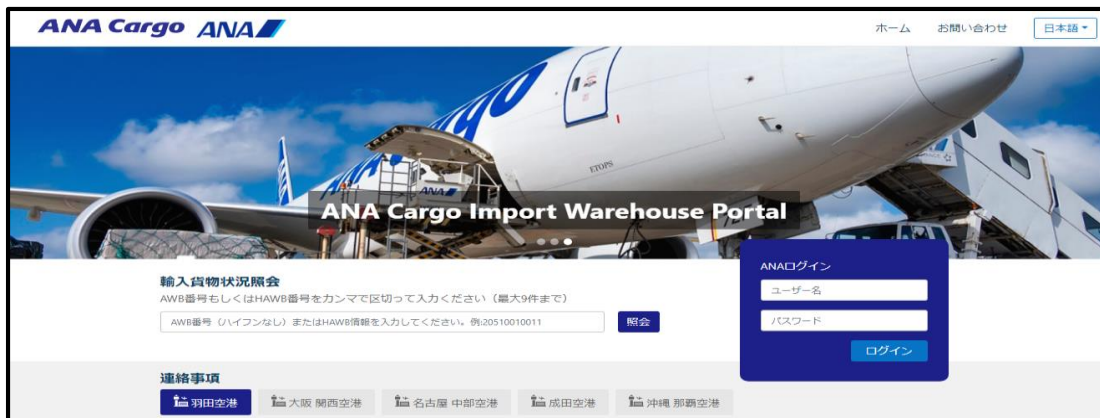 ANA Cargo ANA
ホーム お問い合わせ 日本語
ANA Cargo
ANA
ETOPS
ANA Cargo Import Warehouse Portal
ANAログイン
ユーザー名
パスワード
ログイン
輸入貨物状況照会
AWB番号もしくはHAWB番号をカンマで区切って入力ください（最大9件まで）
AWB番号（ハイフンなし）またはHAWB情報を入力してください。例:20510010011 照会
連絡事項
羽田空港 大阪 関西空港 名古屋 中部空港 成田空港 沖縄 那覇空港